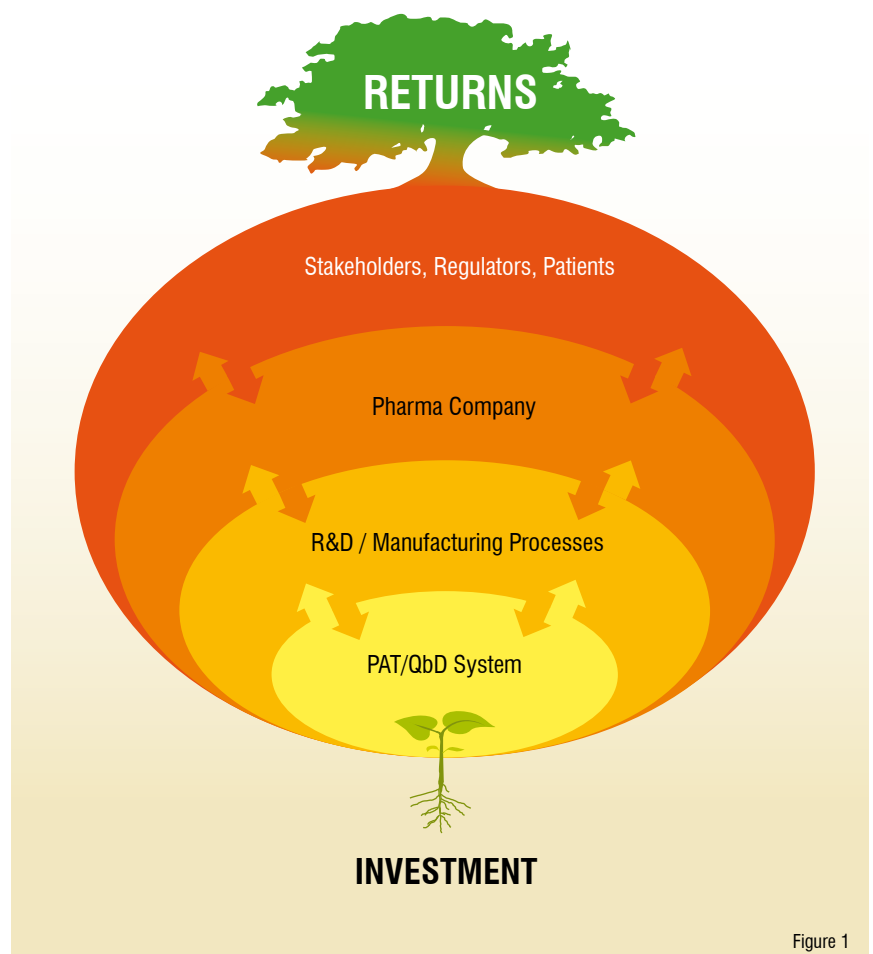 RETURNS
Stakeholders, Regulators, Patients
Pharma Company
R&D / Manufacturing Processes
PAT/QbD System
INVESTMENT
Figure 1